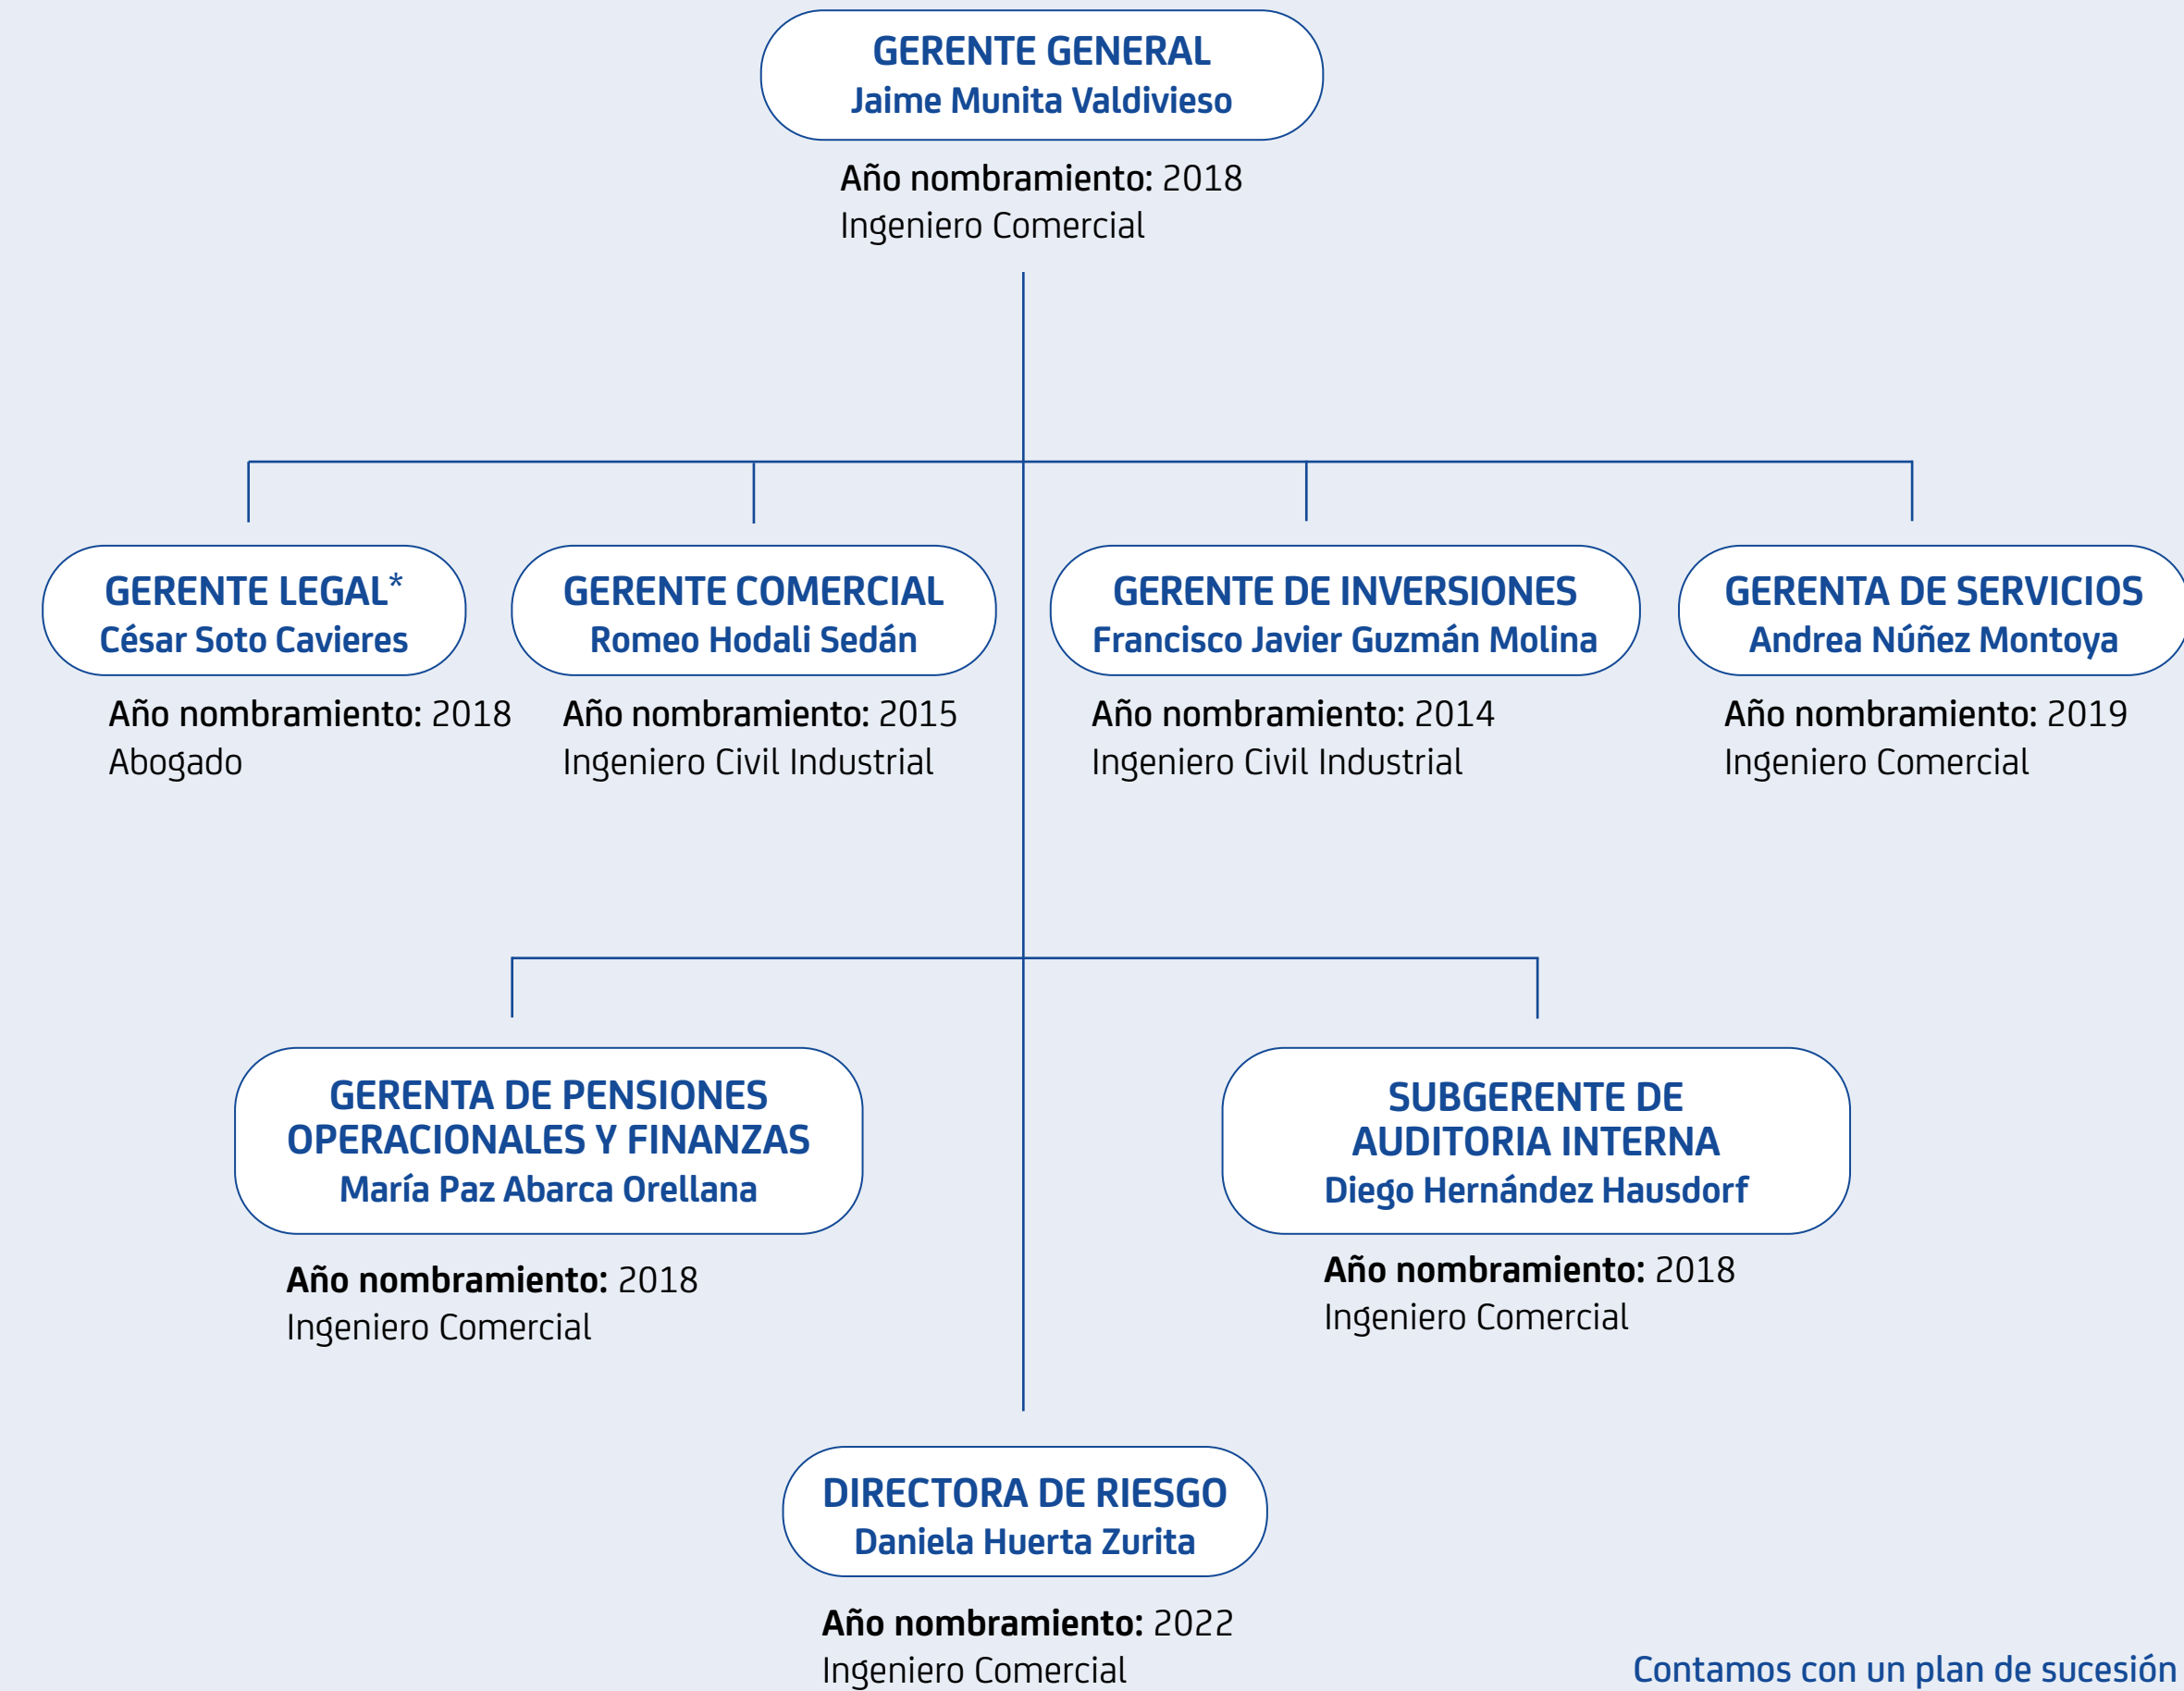 GERENTE GENERAL
Jaime Munita Valdivieso
Año nombramiento: 2018
Ingeniero Comercial
GERENTE LEGAL*
César Soto Cavieres
Año nombramiento: 2018
Abogado
GERENTE COMERCIAL
Romeo Hodali Sedán
Año nombramiento: 2015
Ingeniero Civil Industrial
GERENTE DE INVERSIONES
Francisco Javier Guzmán Molina
Año nombramiento: 2014
Ingeniero Civil Industrial
GERENTA DE SERVICIOS
Andrea Núñez Montoya
Año nombramiento: 2019
Ingeniero Comercial
GERENTA DE PENSIONES
OPERACIONALES Y FINANZAS
María Paz Abarca Orellana
Año nombramiento: 2018
Ingeniero Comercial
SUBGERENTE DE
AUDITORIA INTERNA
Diego Hernández Hausdorf
Año nombramiento: 2018
Ingeniero Comercial
DIRECTORA DE RIESGO
Daniela Huerta Zurita
Año nombramiento: 2022
Ingeniero Comercial
Contamos con un plan de sucesión